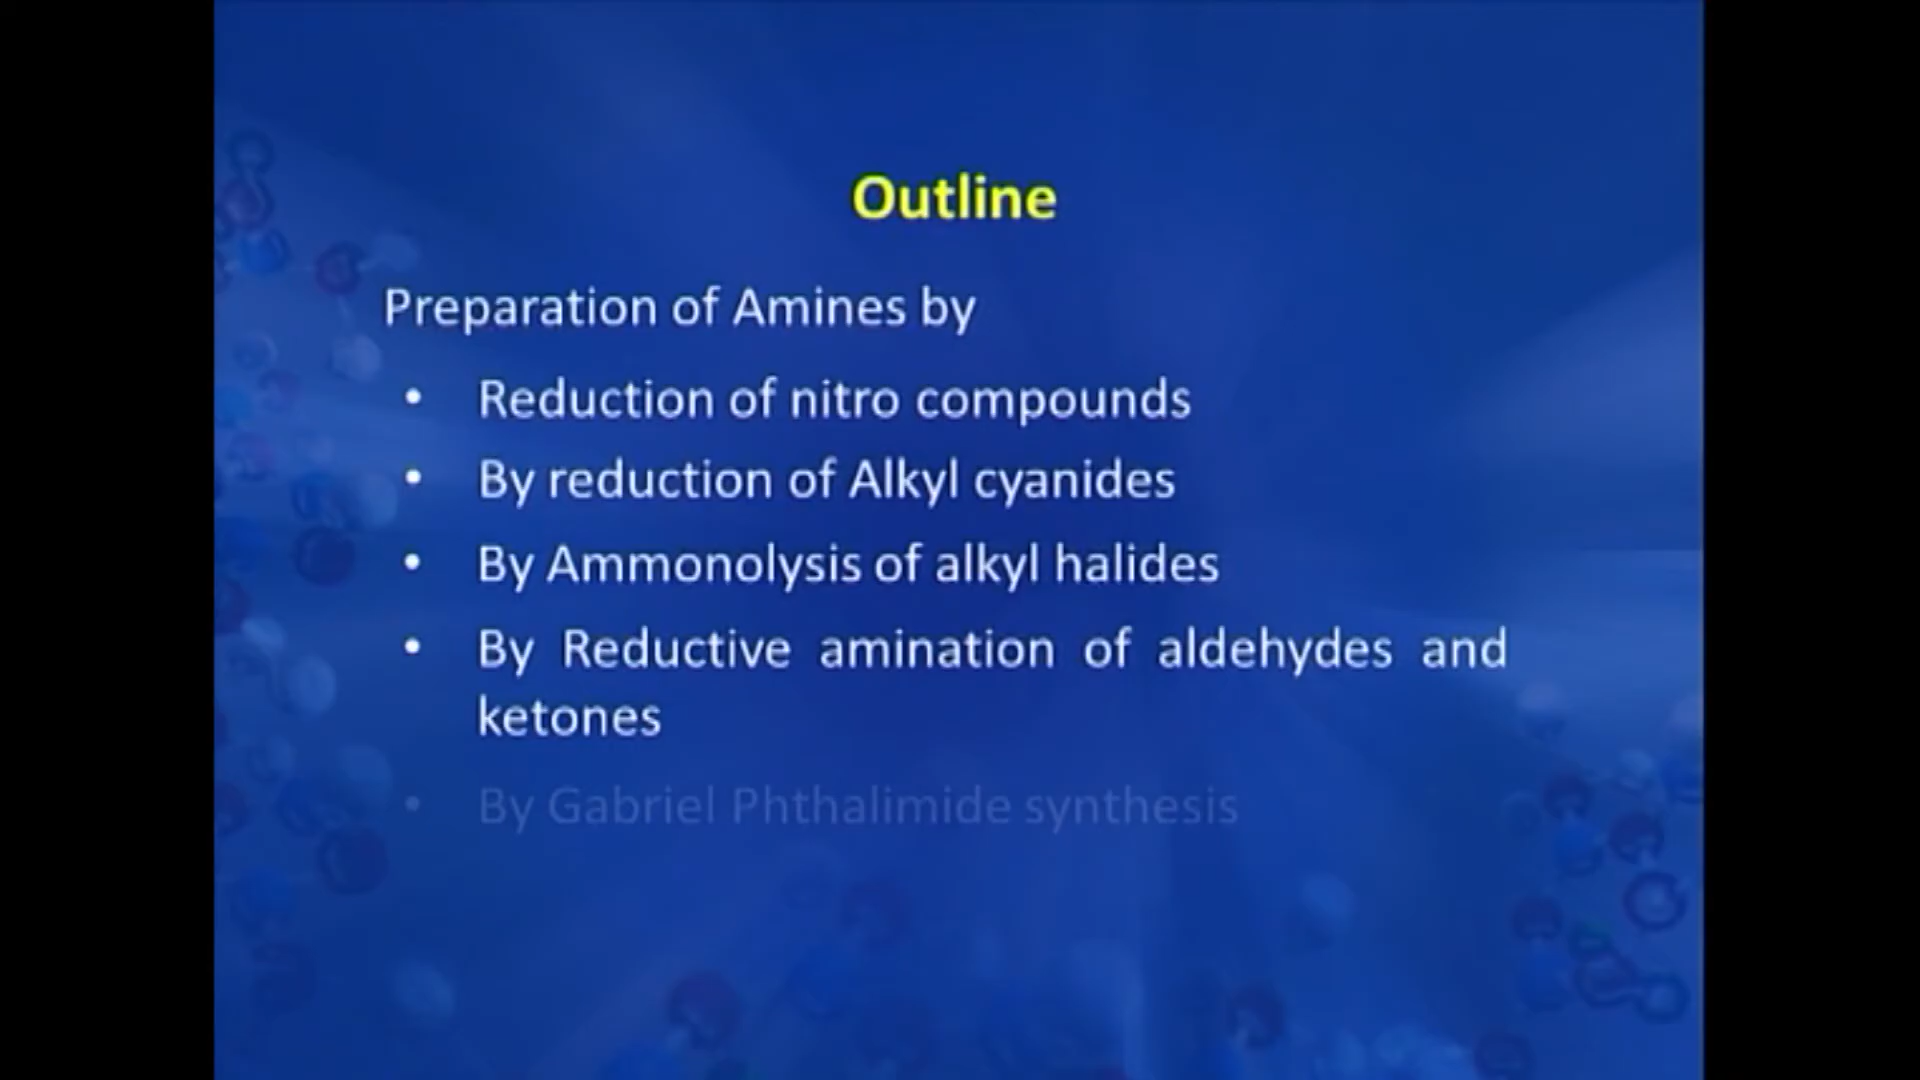 Outline
Preparation of Amines by
• Reduction of nitro compounds
• By reduction of Alkyl cyanides
• By Ammonolysis of alkyl halides
• By Reductive amination of aldehydes and
ketones
• By Gabriel Phthalimide synthesis